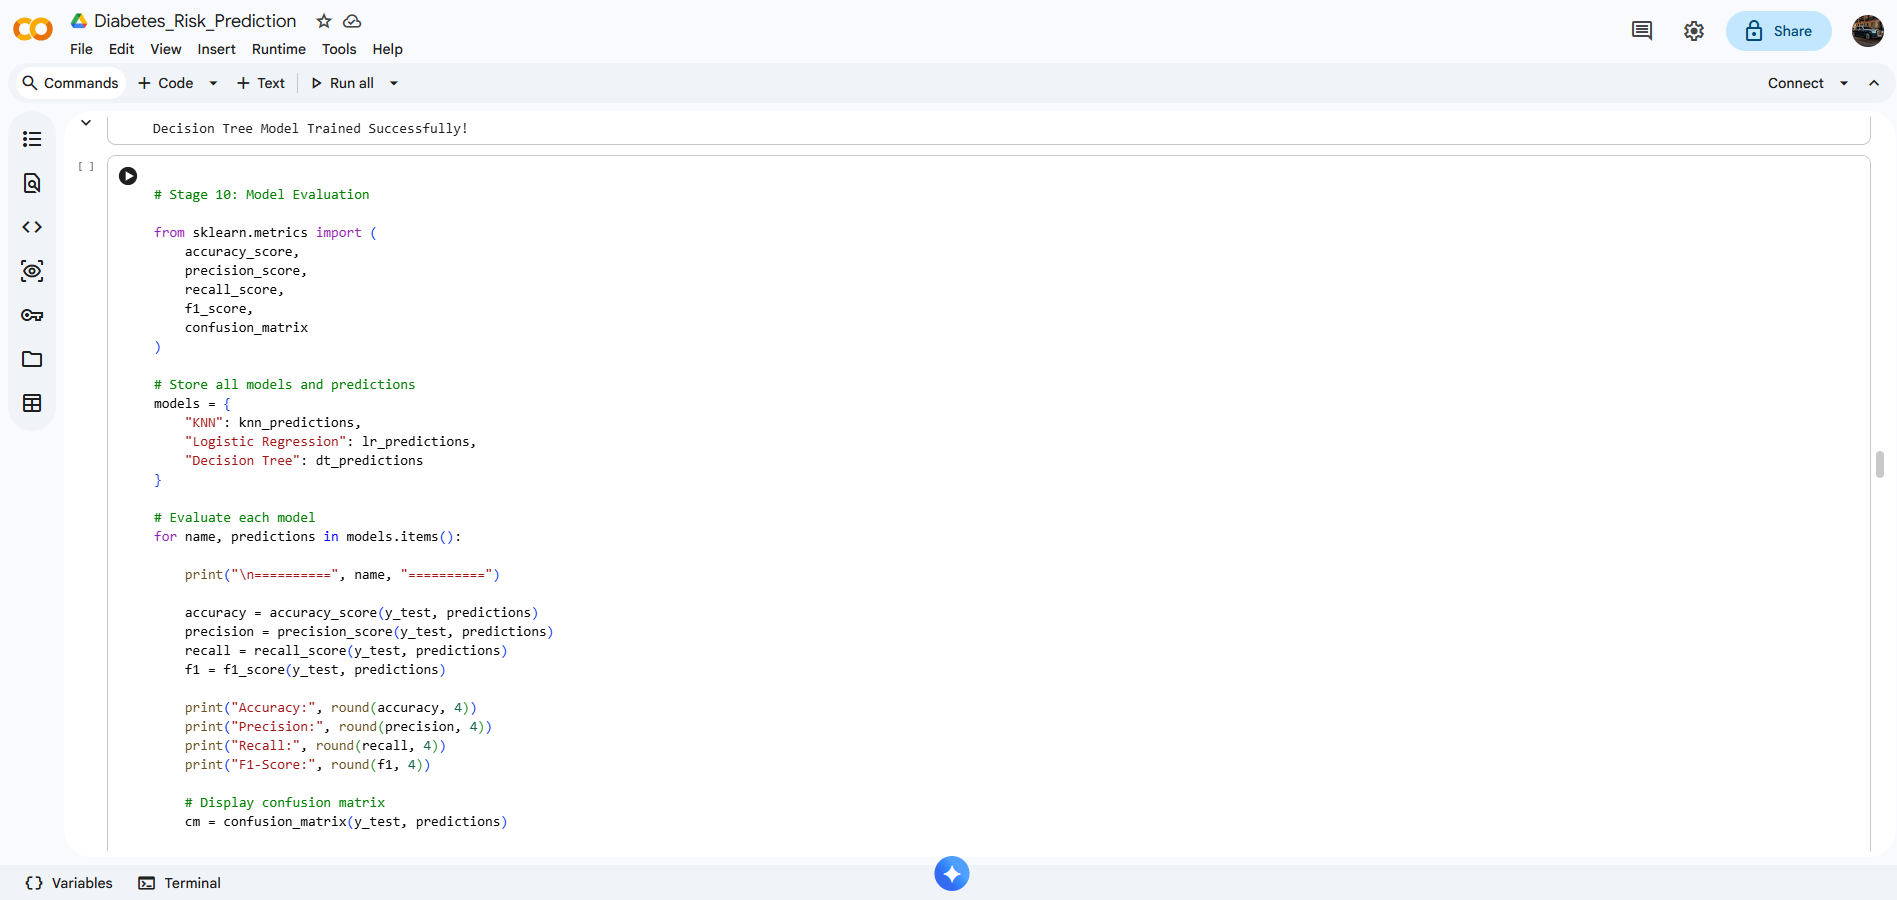 Diabetes_Risk_Prediction
File Edit View Insert Runtime Tools Help
Share
Commands + Code + Text Run all
Connect
Decision Tree Model Trained Successfully!
[ ]
# Stage 10: Model Evaluation
from sklearn.metrics import (
    accuracy_score,
    precision_score,
    recall_score,
    f1_score,
    confusion_matrix
)
# Store all models and predictions
models = {
    "KNN": knn_predictions,
    "Logistic Regression": lr_predictions,
    "Decision Tree": dt_predictions
}
# Evaluate each model
for name, predictions in models.items():
    print("\n==========", name, "==========")
    accuracy = accuracy_score(y_test, predictions)
    precision = precision_score(y_test, predictions)
    recall = recall_score(y_test, predictions)
    f1 = f1_score(y_test, predictions)
    print("Accuracy:", round(accuracy, 4))
    print("Precision:", round(precision, 4))
    print("Recall:", round(recall, 4))
    print("F1-Score:", round(f1, 4))
    # Display confusion matrix
    cm = confusion_matrix(y_test, predictions)
Variables Terminal